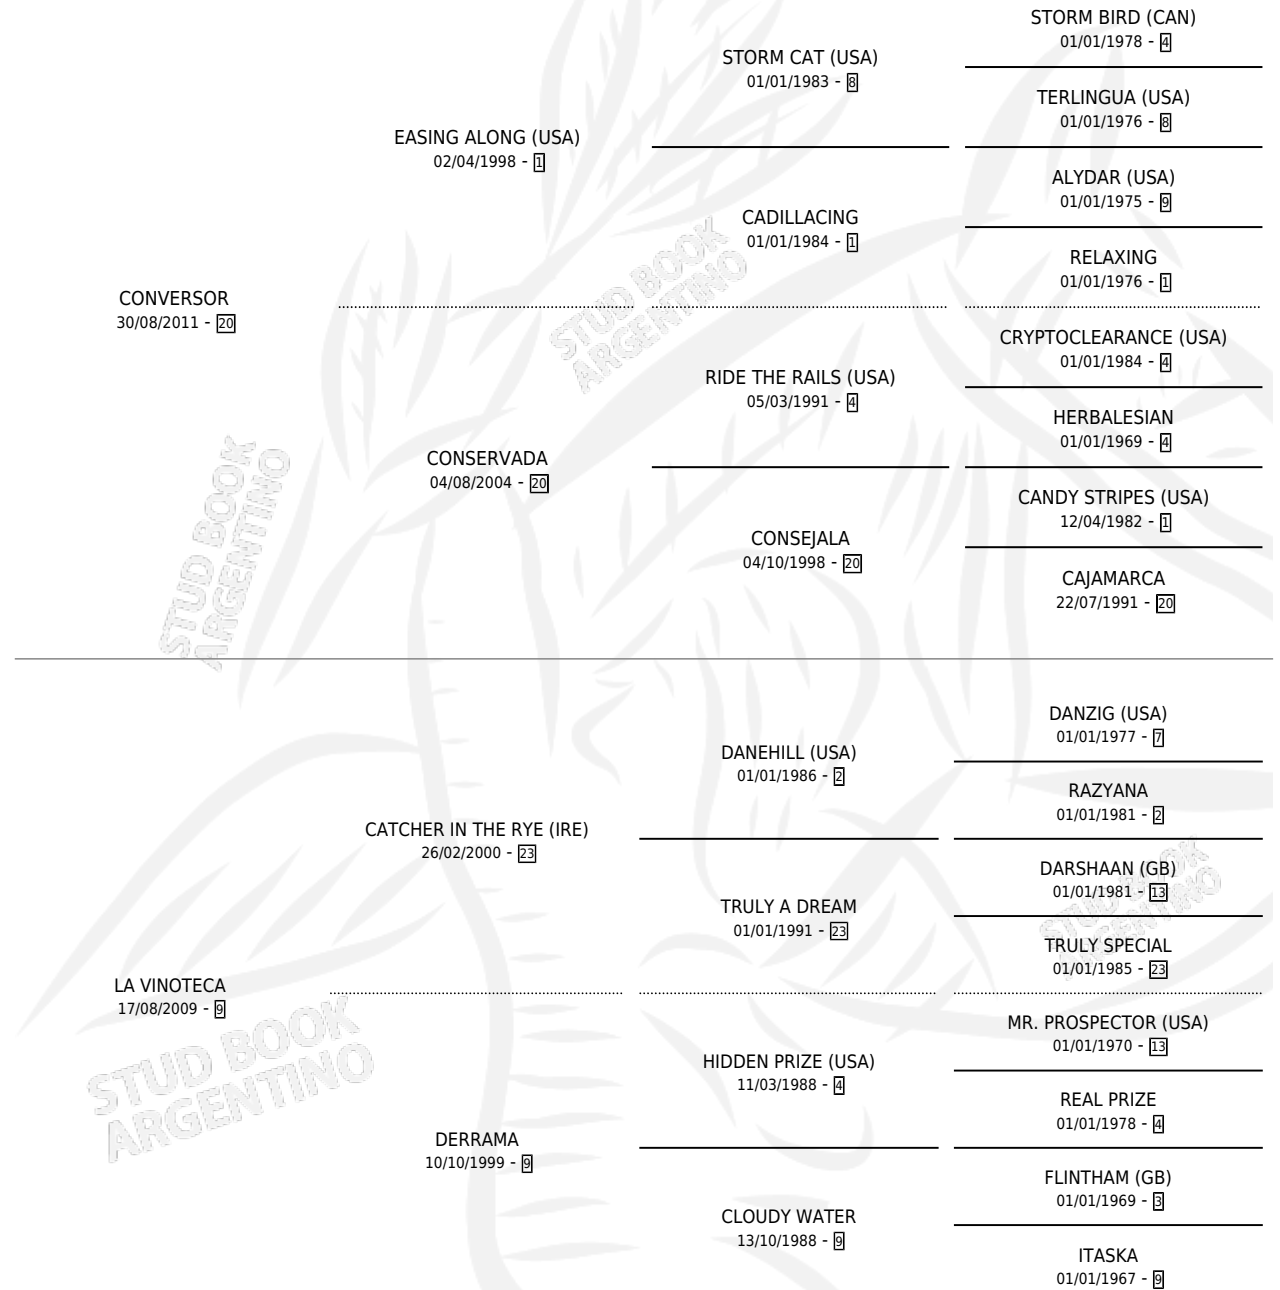 STORM BIRD (CAN)
01/01/1978 - 4
STORM CAT (USA)
01/01/1983 - 8
TERLINGUA (USA)
01/01/1976 - 8
EASING ALONG (USA)
02/04/1998 - 1
ALYDAR (USA)
01/01/1975 - 9
CADILLACING
01/01/1984 - 1
RELAXING
01/01/1976 - 1
CONVERSOR
30/08/2011 - 20
STUD BOOK
ARGENTINO
CRYPTOCLEARANCE (USA)
01/01/1984 - 4
RIDE THE RAILS (USA)
05/03/1991 - 4
HERBALESIAN
01/01/1969 - 4
CONSERVADA
04/08/2004 - 20
CANDY STRIPES (USA)
12/04/1982 - 1
CONSEJALA
04/10/1998 - 20
CAJAMARCA
22/07/1991 - 20
STUD BOOK
ARGENTINO
DANZIG (USA)
01/01/1977 - 7
DANEHILL (USA)
01/01/1986 - 2
RAZYANA
01/01/1981 - 2
CATCHER IN THE RYE (IRE)
26/02/2000 - 23
DARSHAAN (GB)
01/01/1981 - 13
TRULY A DREAM
01/01/1991 - 23
TRULY SPECIAL
01/01/1985 - 23
STUD BOOK
ARGENTINO
LA VINOTECA
17/08/2009 - 9
MR. PROSPECTOR (USA)
01/01/1970 - 13
HIDDEN PRIZE (USA)
11/03/1988 - 4
REAL PRIZE
01/01/1978 - 4
STUD BOOK
ARGENTINO
DERRAMA
10/10/1999 - 9
FLINTHAM (GB)
01/01/1969 - 3
CLOUDY WATER
13/10/1988 - 9
ITASKA
01/01/1967 - 9